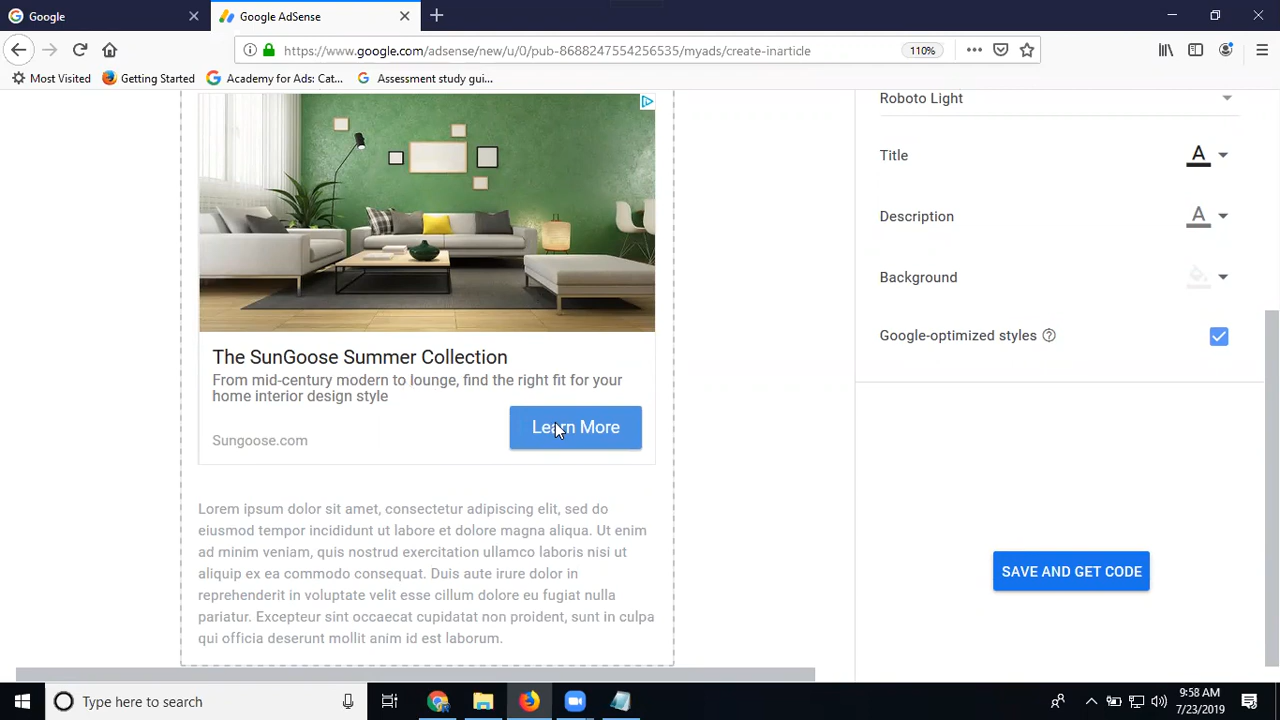 Google
Google AdSense
https://www.google.com/adsense/new/u/0/pub-8688247554256535/myads/create-inarticle
110%
Most Visited
Getting Started
Academy for Ads: Cat...
Assessment study gui...
The SunGoose Summer Collection
From mid-century modern to lounge, find the right fit for your
home interior design style
Learn More
Sungoose.com
Lorem ipsum dolor sit amet, consectetur adipiscing elit, sed do
eiusmod tempor incididunt ut labore et dolore magna aliqua. Ut enim
ad minim veniam, quis nostrud exercitation ullamco laboris nisi ut
aliquip ex ea commodo consequat. Duis aute irure dolor in
reprehenderit in voluptate velit esse cillum dolore eu fugiat nulla
pariatur. Excepteur sint occaecat cupidatat non proident, sunt in culpa
qui officia deserunt mollit anim id est laborum.
Roboto Light
Title
A
Description
A
Background
Google-optimized styles
SAVE AND GET CODE
Type here to search
9:58 AM
7/23/2019